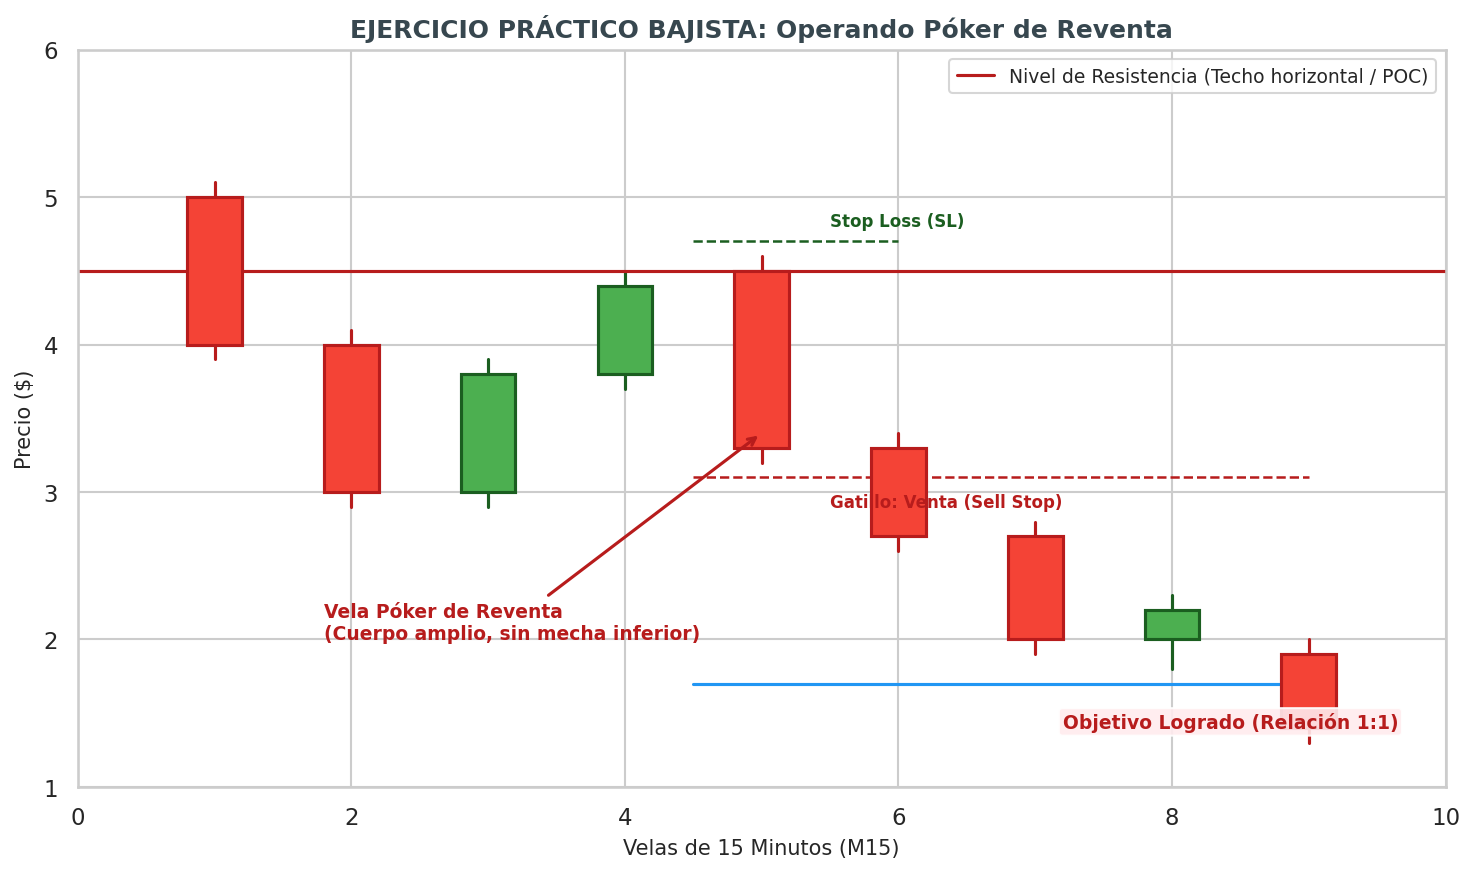 EJERCICIO PRÁCTICO BAJISTA: Operando Póker de Reventa
Nivel de Resistencia (Techo horizontal / POC)
Stop Loss (SL)
Gatillo: Venta (Sell Stop)
Vela Póker de Reventa
(Cuerpo amplio, sin mecha inferior)
Objetivo Logrado (Relación 1:1)
Precio ($)
6
5
4
3
2
1
0
2
4
6
8
10
Velas de 15 Minutos (M15)